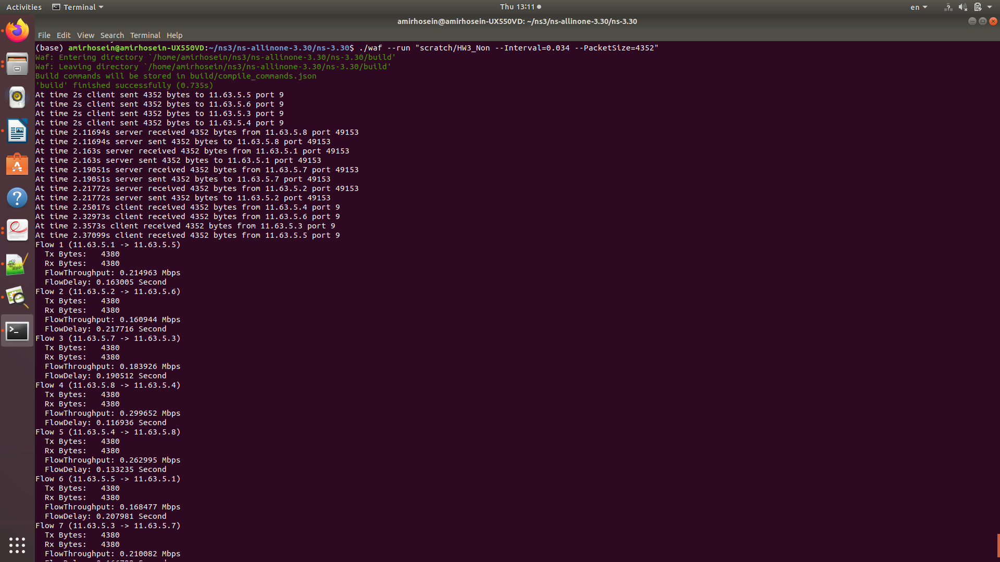 Activities Terminal Thu 13:11 en
amirhosein@amirhosein-UX550VD: ~/ns3/ns-allinone-3.30/ns-3.30
File Edit View Search Terminal Help
(base) amirhosein@amirhosein-UX550VD:~/ns3/ns-allinone-3.30/ns-3.30$ ./waf --run "scratch/HW3_Non --Interval=0.034 --PacketSize=4352"
Waf: Entering directory `/home/amirhosein/ns3/ns-allinone-3.30/ns-3.30/build'
Waf: Leaving directory `/home/amirhosein/ns3/ns-allinone-3.30/ns-3.30/build'
Build commands will be stored in build/compile_commands.json
'build' finished successfully (0.735s)
At time 2s client sent 4352 bytes to 11.63.5.5 port 9
At time 2s client sent 4352 bytes to 11.63.5.6 port 9
At time 2s client sent 4352 bytes to 11.63.5.3 port 9
At time 2s client sent 4352 bytes to 11.63.5.4 port 9
At time 2.11694s server received 4352 bytes from 11.63.5.8 port 49153
At time 2.11694s server sent 4352 bytes to 11.63.5.8 port 49153
At time 2.163s server received 4352 bytes from 11.63.5.1 port 49153
At time 2.163s server sent 4352 bytes to 11.63.5.1 port 49153
At time 2.19051s server received 4352 bytes from 11.63.5.7 port 49153
At time 2.19051s server sent 4352 bytes to 11.63.5.7 port 49153
At time 2.21772s server received 4352 bytes from 11.63.5.2 port 49153
At time 2.21772s server sent 4352 bytes to 11.63.5.2 port 49153
At time 2.25017s client received 4352 bytes from 11.63.5.4 port 9
At time 2.32973s client received 4352 bytes from 11.63.5.6 port 9
At time 2.3573s client received 4352 bytes from 11.63.5.3 port 9
At time 2.37099s client received 4352 bytes from 11.63.5.5 port 9
Flow 1 (11.63.5.1 -> 11.63.5.5)
Tx Bytes: 4380
Rx Bytes: 4380
FlowThroughput: 0.214963 Mbps
FlowDelay: 0.163005 Second
Flow 2 (11.63.5.2 -> 11.63.5.6)
Tx Bytes: 4380
Rx Bytes: 4380
FlowThroughput: 0.160944 Mbps
FlowDelay: 0.217716 Second
Flow 3 (11.63.5.7 -> 11.63.5.3)
Tx Bytes: 4380
Rx Bytes: 4380
FlowThroughput: 0.183926 Mbps
FlowDelay: 0.190512 Second
Flow 4 (11.63.5.8 -> 11.63.5.4)
Tx Bytes: 4380
Rx Bytes: 4380
FlowThroughput: 0.299652 Mbps
FlowDelay: 0.116936 Second
Flow 5 (11.63.5.4 -> 11.63.5.8)
Tx Bytes: 4380
Rx Bytes: 4380
FlowThroughput: 0.262995 Mbps
FlowDelay: 0.133235 Second
Flow 6 (11.63.5.5 -> 11.63.5.1)
Tx Bytes: 4380
Rx Bytes: 4380
FlowThroughput: 0.168477 Mbps
FlowDelay: 0.207981 Second
Flow 7 (11.63.5.3 -> 11.63.5.7)
Tx Bytes: 4380
Rx Bytes: 4380
FlowThroughput: 0.210082 Mbps